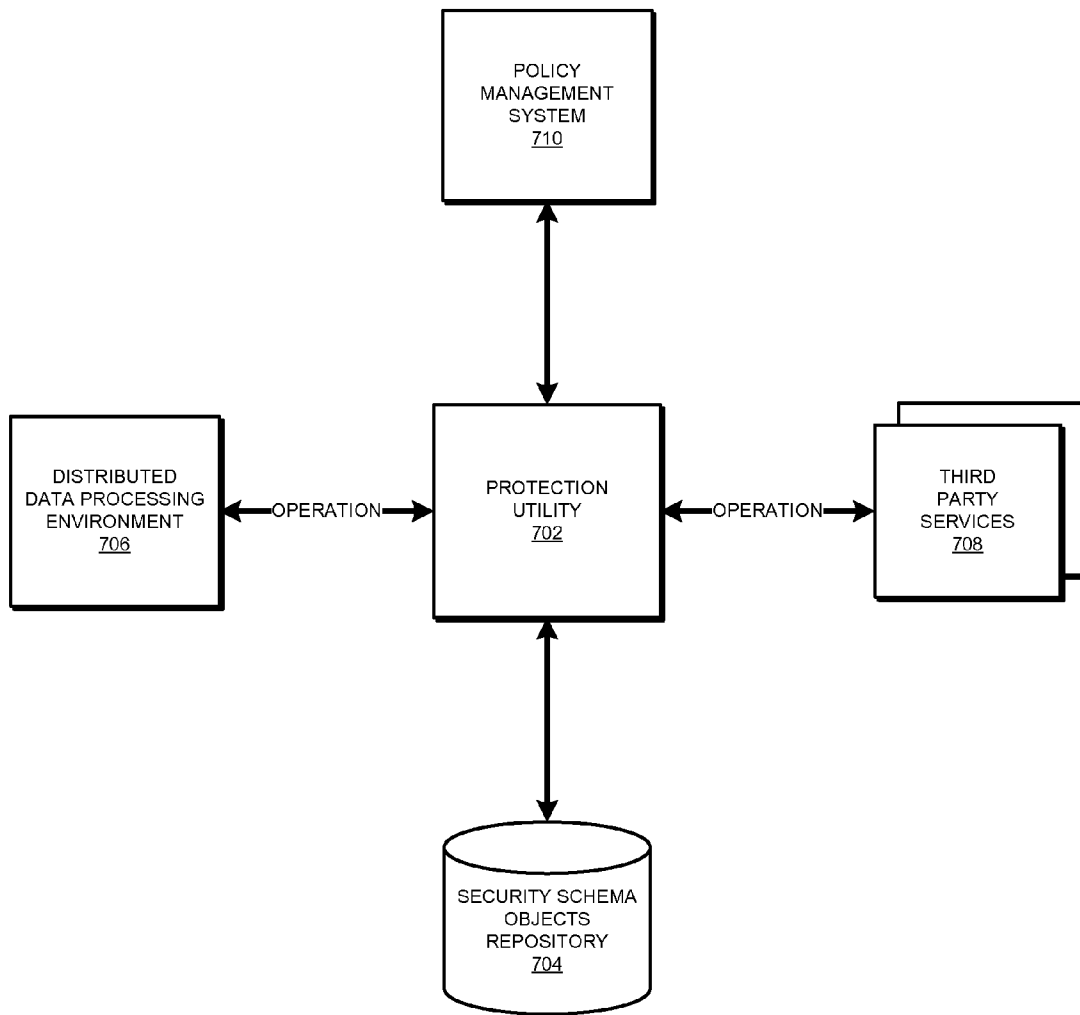 POLICY
MANAGEMENT
SYSTEM
710
DISTRIBUTED
DATA PROCESSING
ENVIRONMENT
706
OPERATION
PROTECTION
UTILITY
702
OPERATION
THIRD
PARTY
SERVICES
708
SECURITY SCHEMA
OBJECTS
REPOSITORY
704